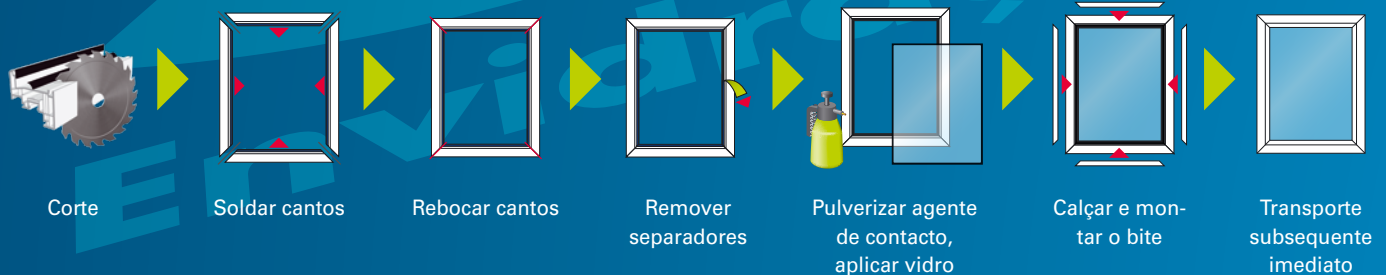 Envidra
Corte
Soldar cantos
Rebocar cantos
Remover
separadores
Pulverizar agente
de contacto,
aplicar vidro
Calçar e mon-
tar o bite
Transporte
subsequente
imediato